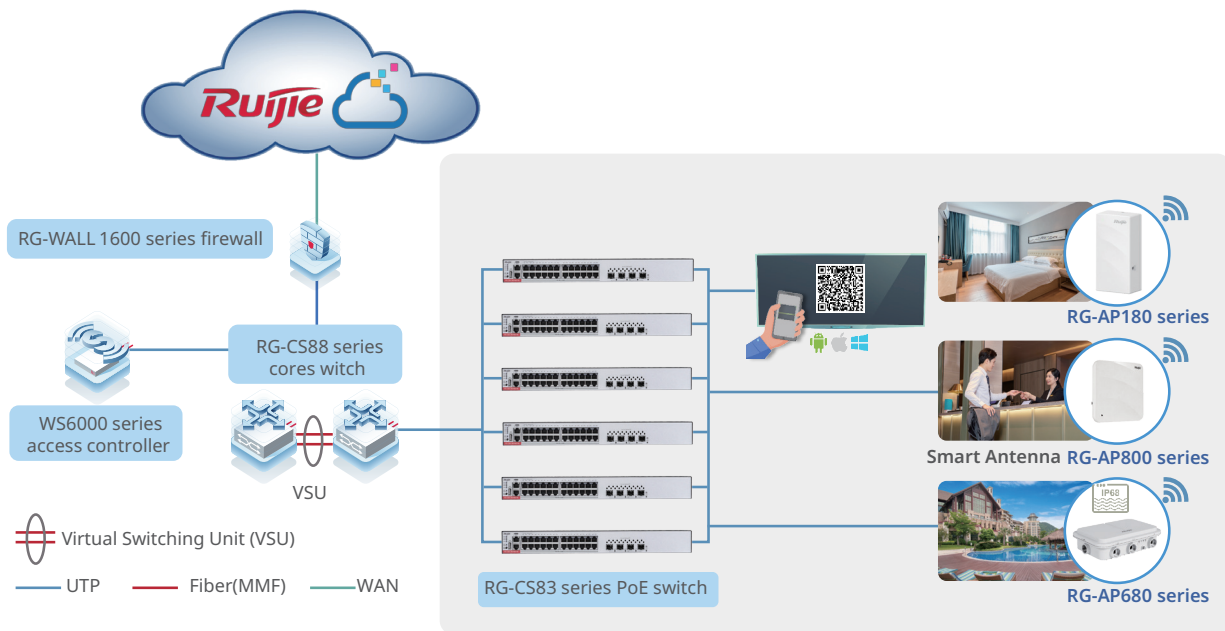 Ruijie
RG-WALL 1600 series firewall
RG-CS88 series
cores witch
WS6000 series
access controller
VSU
Virtual Switching Unit (VSU)
UTP
Fiber(MMF)
WAN
RG-CS83 series PoE switch
RG-AP180 series
Smart Antenna
RG-AP800 series
IP68
RG-AP680 series